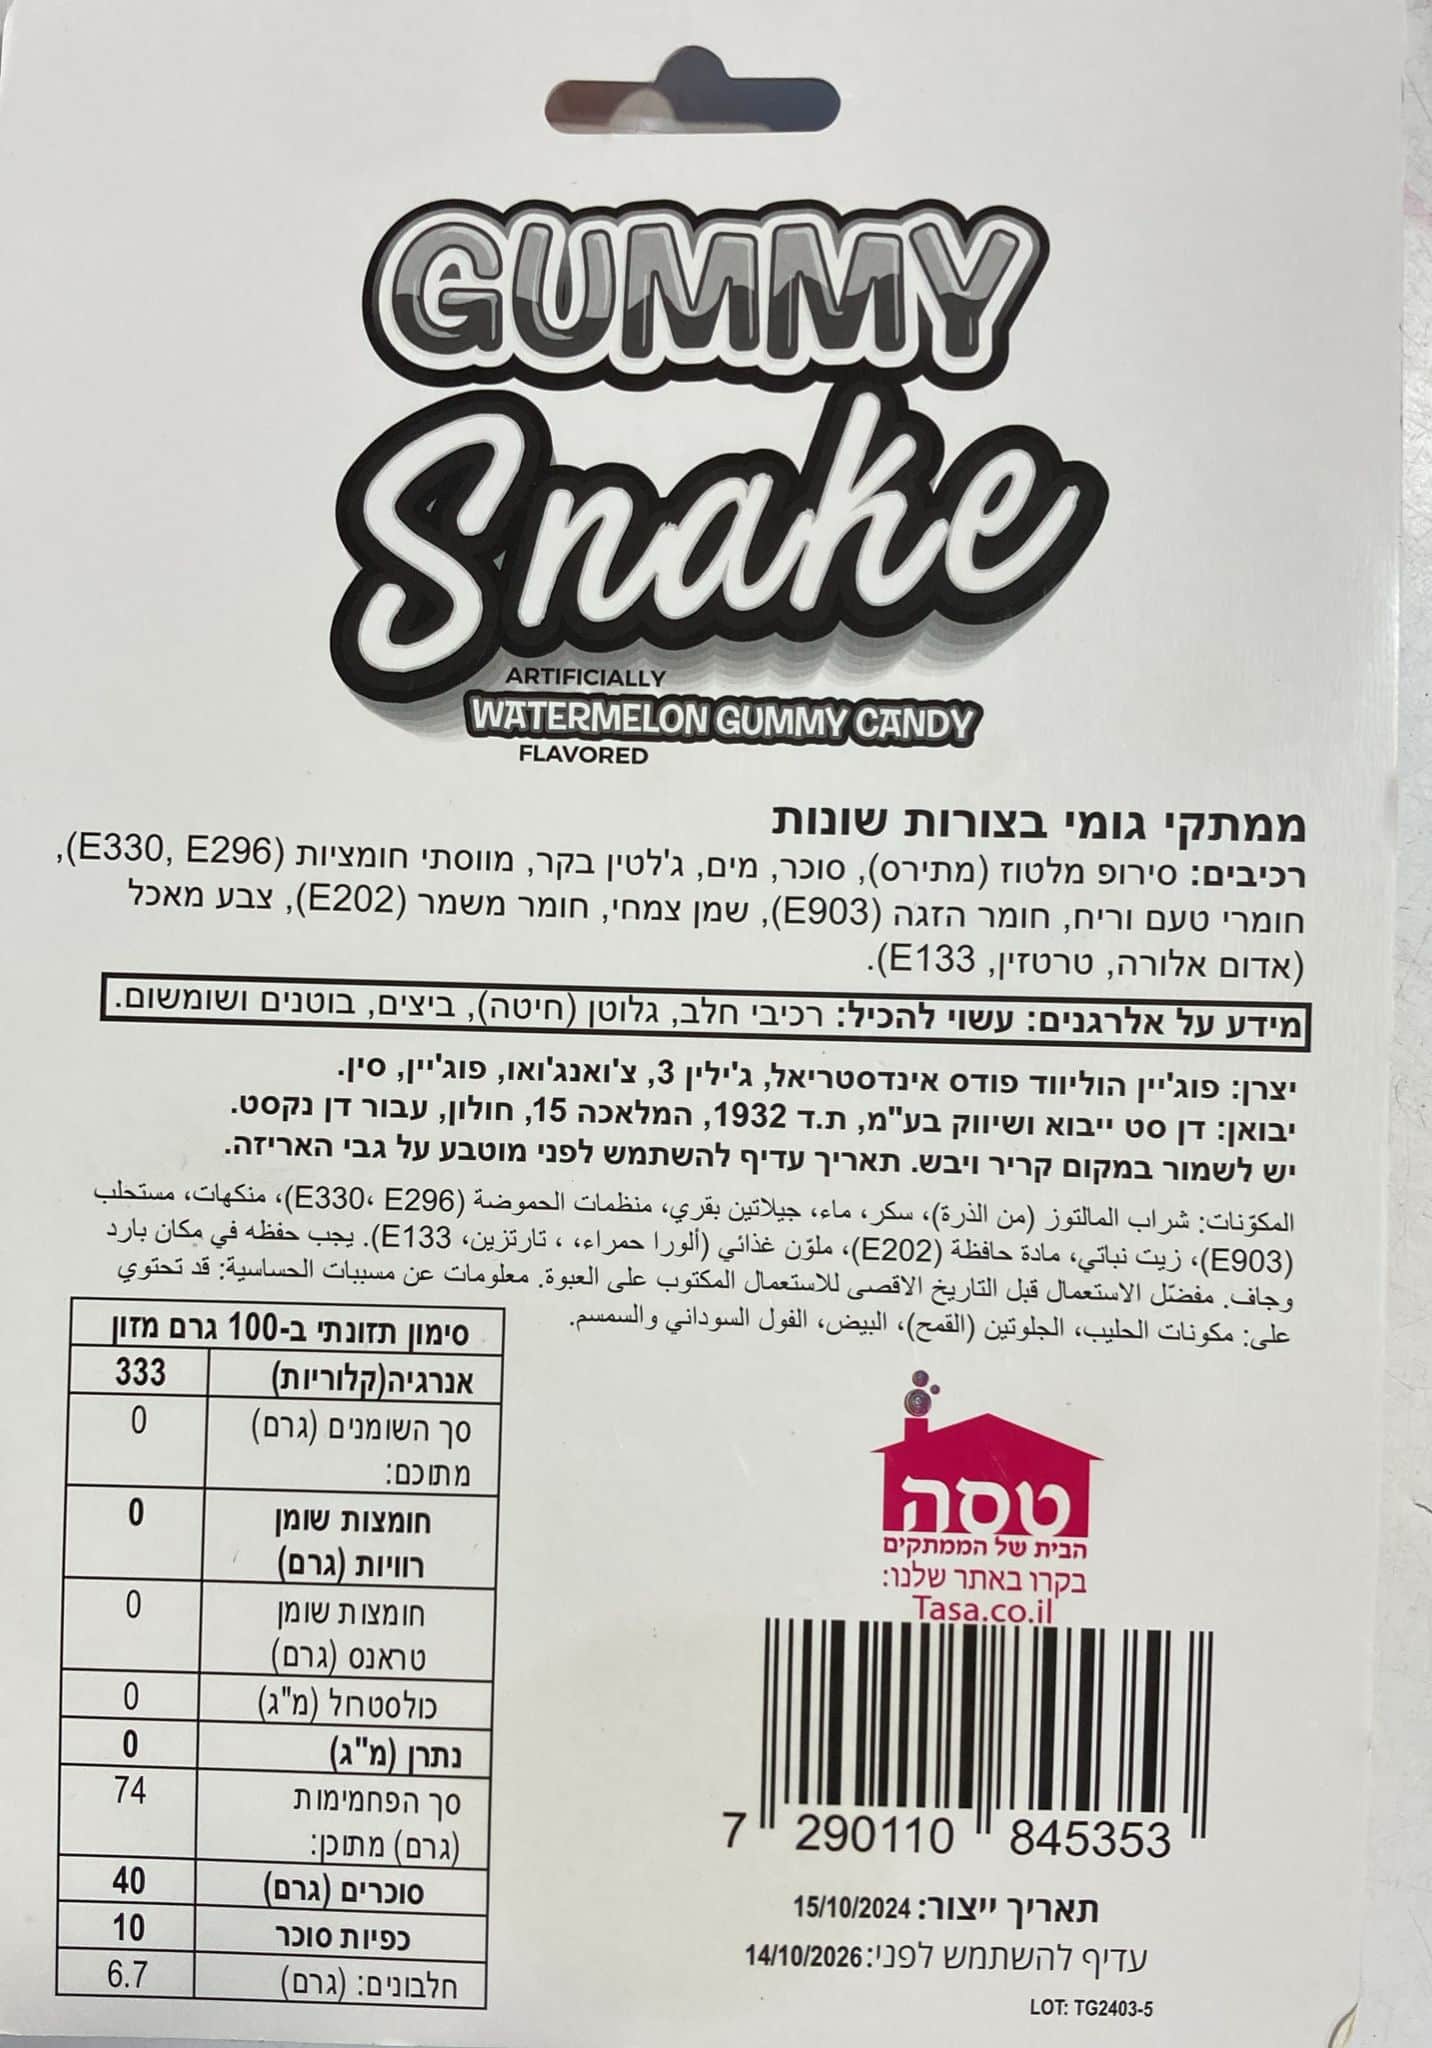 GUMMY
Snake
ARTIFICIALLY
WATERMELON GUMMY CANDY
FLAVORED
ממתקי גומי בצורות שונות
רכיבים: סירופ מלטוז (מתירס), סוכר, מים, ג'לטין בקר, מווסתי חומציות (E330, E296),
חומרי טעם וריח, חומר הזגה (E903), שמן צמחי, חומר משמר (E202), צבע מאכל
(אדום אלורה, טרטזין, E133).
מידע על אלרגנים: עשוי להכיל: רכיבי חלב, גלוטן (חיטה), ביצים, בוטנים ושומשום.
יצרן: פוג'יין הוליווד פודס אינדסטריאל, ג'ילין 3, צ'ואנג'ואו, פוג'יין, סין.
יבואן: דן סט ייבוא ושיווק בע"מ, ת.ד 1932, המלאכה 15, חולון, עבור דן נקסט.
יש לשמור במקום קריר ויבש. תאריך עדיף להשתמש לפני מוטבע על גבי האריזה.
المكوّنات: شراب المالتوز (من الذرة)، سكر، ماء، جيلاتين بقري، منظمات الحموضة (E330، E296)، منكهات، مستحلب
(E903)، زيت نباتي، مادة حافظة (E202)، ملوّن غذائي (ألورا حمراء، ، تارتزين، E133). يجب حفظه في مكان بارد
وجاف. مفضّل الاستعمال قبل التاريخ الاقصى للاستعمال المكتوب على العبوة. معلومات عن مسببات الحساسية: قد تحتوي
على: مكونات الحليب، الجلوتين (القمح)، البيض، الفول السوداني والسمسم.
סימון תזונתי ב-100 גרם מזון
אנרגיה(קלוריות) 333
סך השומנים (גרם) 0
מתוכם:
חומצות שומן 0
רוויות (גרם)
חומצות שומן 0
טראנס (גרם)
כולסטרול (מ"ג) 0
נתרן (מ"ג) 0
סך הפחמימות 74
(גרם) מתוכן:
סוכרים (גרם) 40
כפיות סוכר 10
חלבונים: (גרם) 6.7
טסה
הבית של הממתקים
בקרו באתר שלנו:
Tasa.co.il
7 290110 845353
תאריך ייצור: 15/10/2024
עדיף להשתמש לפני: 14/10/2026
LOT: TG2403-5